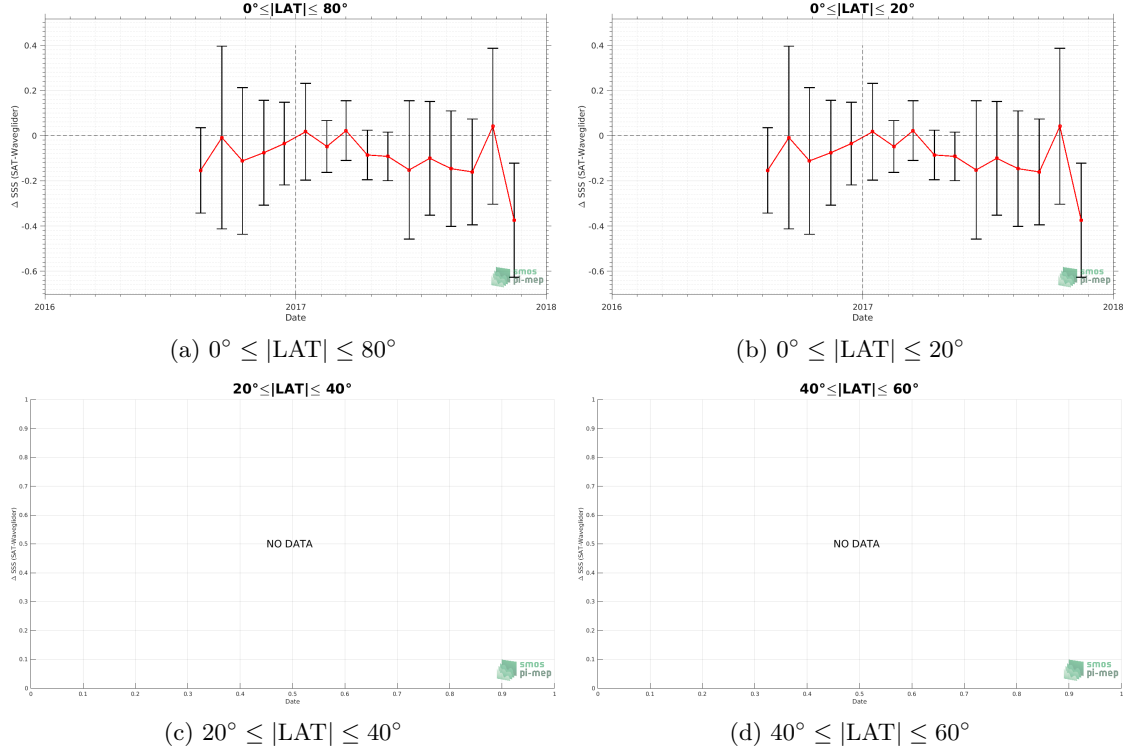 0°≤|LAT|≤ 80°
Δ SSS (SAT-Waveglider)
0.4
0.2
0
-0.2
-0.4
-0.6
2016
2017
2018
Date
smos
pi-mep
(a) 0° ≤ |LAT| ≤ 80°
0°≤|LAT|≤ 20°
Δ SSS (SAT-Waveglider)
0.4
0.2
0
-0.2
-0.4
-0.6
2016
2017
2018
Date
smos
pi-mep
(b) 0° ≤ |LAT| ≤ 20°
20°≤|LAT|≤ 40°
Δ SSS (SAT-Waveglider)
1
0.9
0.8
0.7
0.6
0.5
0.4
0.3
0.2
0.1
0
NO DATA
0 0.1 0.2 0.3 0.4 0.5 0.6 0.7 0.8 0.9 1
Date
smos
pi-mep
(c) 20° ≤ |LAT| ≤ 40°
40°≤|LAT|≤ 60°
Δ SSS (SAT-Waveglider)
1
0.9
0.8
0.7
0.6
0.5
0.4
0.3
0.2
0.1
0
NO DATA
0 0.1 0.2 0.3 0.4 0.5 0.6 0.7 0.8 0.9 1
Date
smos
pi-mep
(d) 40° ≤ |LAT| ≤ 60°